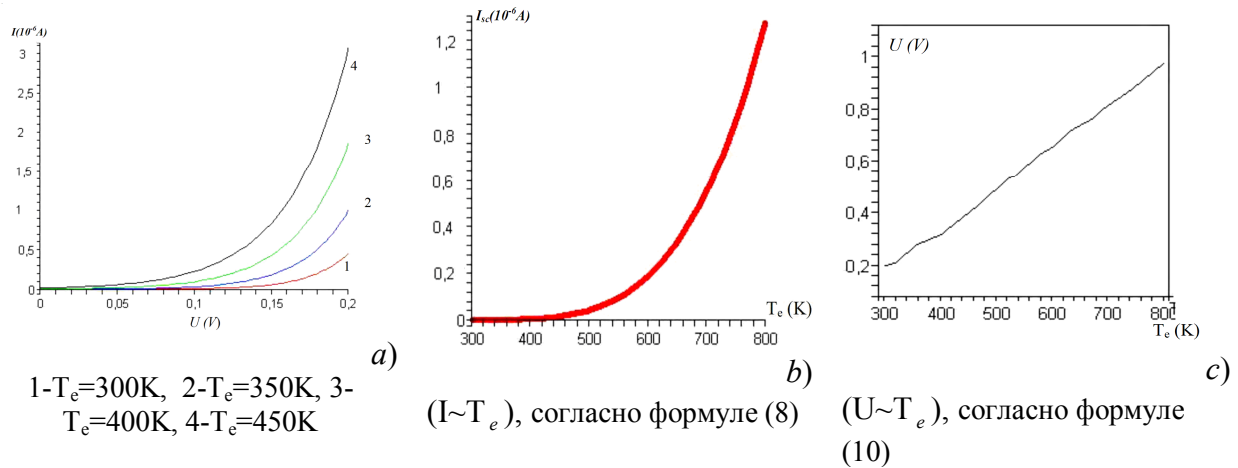 I(10⁻⁶A)
3
2,5
2
1,5
1
0,5
0
0
0,05
0,1
0,15
0,2
U (V)
4
3
2
1
a)
1-Tₑ=300K, 2-Tₑ=350K, 3-
Tₑ=400K, 4-Tₑ=450K
I_sc(10⁻⁶A)
1,2
1
0,8
0,6
0,4
0,2
0
300 400 500 600 700 800
Tₑ (K)
b)
(I~T ₑ ), согласно формуле (8)
U (V)
1
0,8
0,6
0,4
0,2
300 400 500 600 700 800
Tₑ (K)
c)
(U~T ₑ ), согласно формуле
(10)